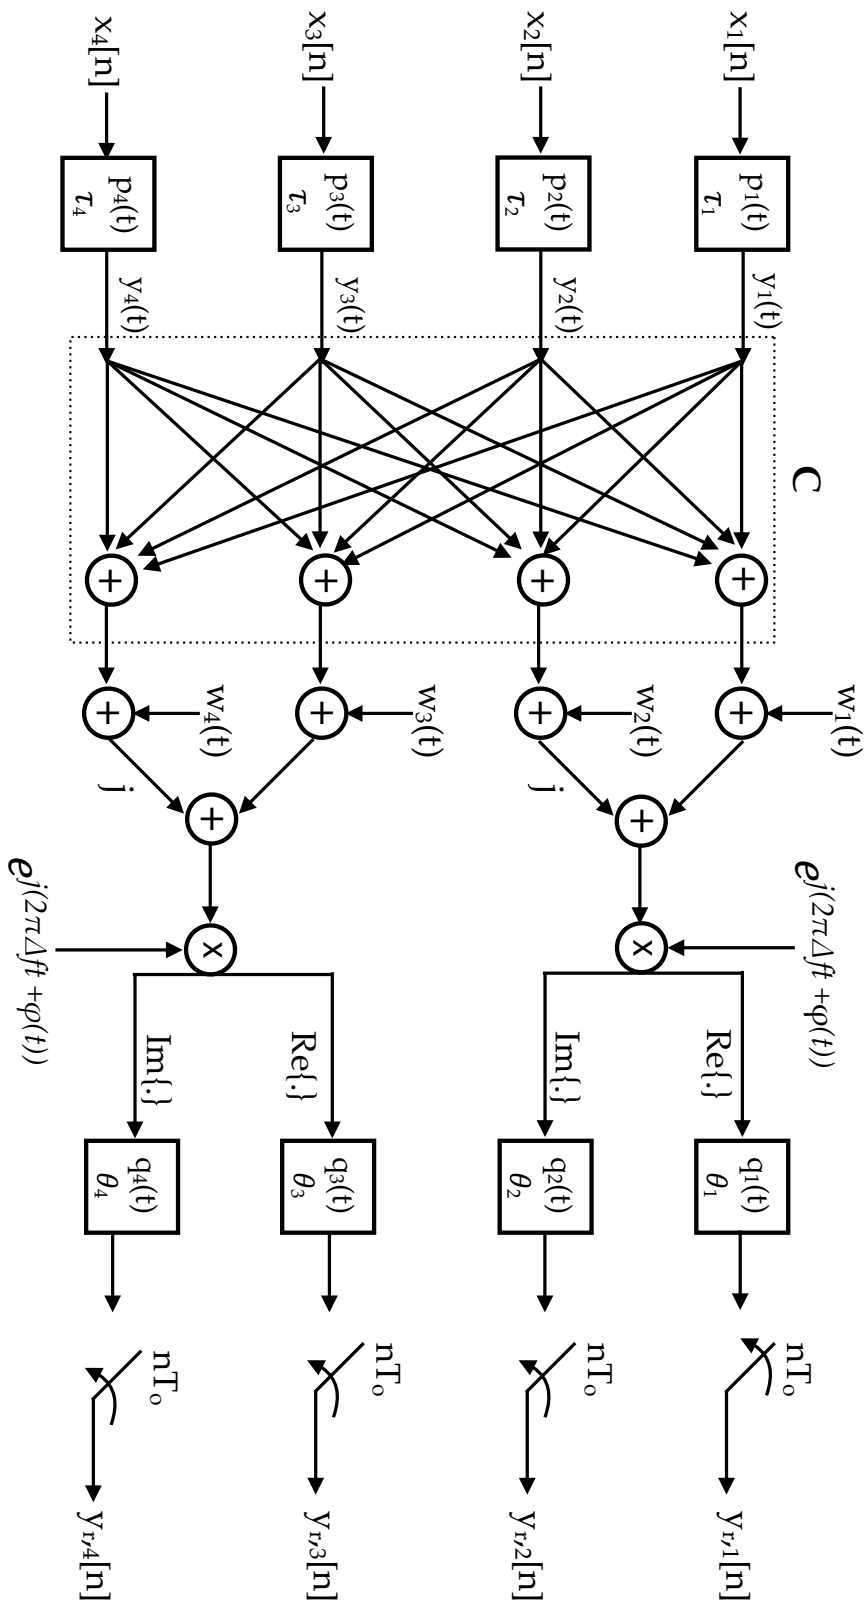 x₁[n]
x₂[n]
x₃[n]
x₄[n]
p₁(t)
τ₁
p₂(t)
τ₂
p₃(t)
τ₃
p₄(t)
τ₄
y₁(t)
y₂(t)
y₃(t)
y₄(t)
C
+
+
+
+
w₁(t)
w₂(t)
w₃(t)
w₄(t)
+
+
+
+
j
j
+
+
e^j(2πΔft+φ(t))
e^j(2πΔft+φ(t))
x
x
Re{.}
Im{.}
Re{.}
Im{.}
q₁(t)
θ₁
q₂(t)
θ₂
q₃(t)
θ₃
q₄(t)
θ₄
nTₒ
nTₒ
nTₒ
nTₒ
yᵣ,₁[n]
yᵣ,₂[n]
yᵣ,₃[n]
yᵣ,₄[n]